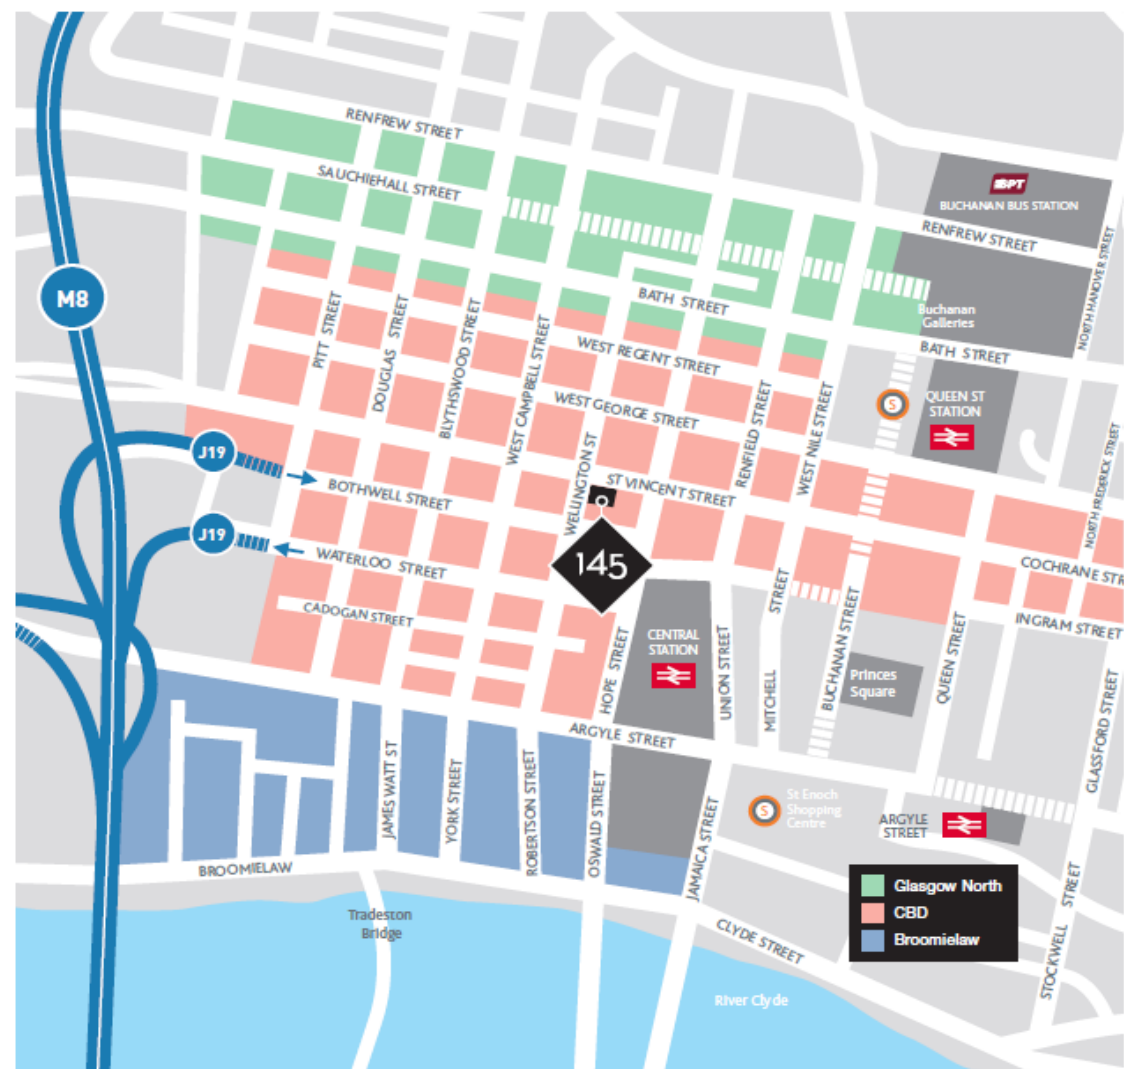 RENFREW STREET
SAUCHIEHALL STREET
SPT
BUCHANAN BUS STATION
RENFREW STREET
NORTH HANOVER STREET
M8
BATH STREET
Buchanan
Galleries
BATH STREET
PITT STREET
DOUGLAS STREET
BLYTHSWOOD STREET
WEST CAMPBELL STREET
WEST REGENT STREET
WEST GEORGE STREET
RENFIELD STREET
WEST NILE STREET
S
QUEEN ST
STATION
NORTH FREDERICK STREET
J19
BOTHWELL STREET
WELLINGTON ST
ST VINCENT STREET
J19
WATERLOO STREET
145
COCHRANE STR
CADOGAN STREET
INGRAM STREET
CENTRAL
STATION
HOPE STREET
UNION STREET
MITCHELL STREET
BUCHANAN STREET
Princes
Square
QUEEN STREET
GLASSFORD STREET
ARGYLE STREET
JAMES WATT ST
YORK STREET
ROBERTSON STREET
OSWALD STREET
JAMAICA STREET
S
St Enoch
Shopping
Centre
ARGYLE
STREET
BROOMIELAW
Glasgow North
CBD
Broomielaw
STOCKWELL STREET
Tradeston
Bridge
CLYDE STREET
River Clyde